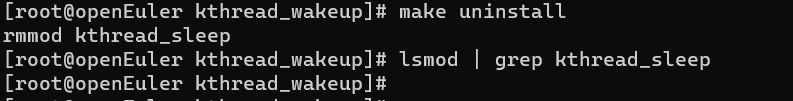 [root@openEuler kthread_wakeup]# make uninstall
rmmod kthread_sleep
[root@openEuler kthread_wakeup]# lsmod | grep kthread_sleep
[root@openEuler kthread_wakeup]#